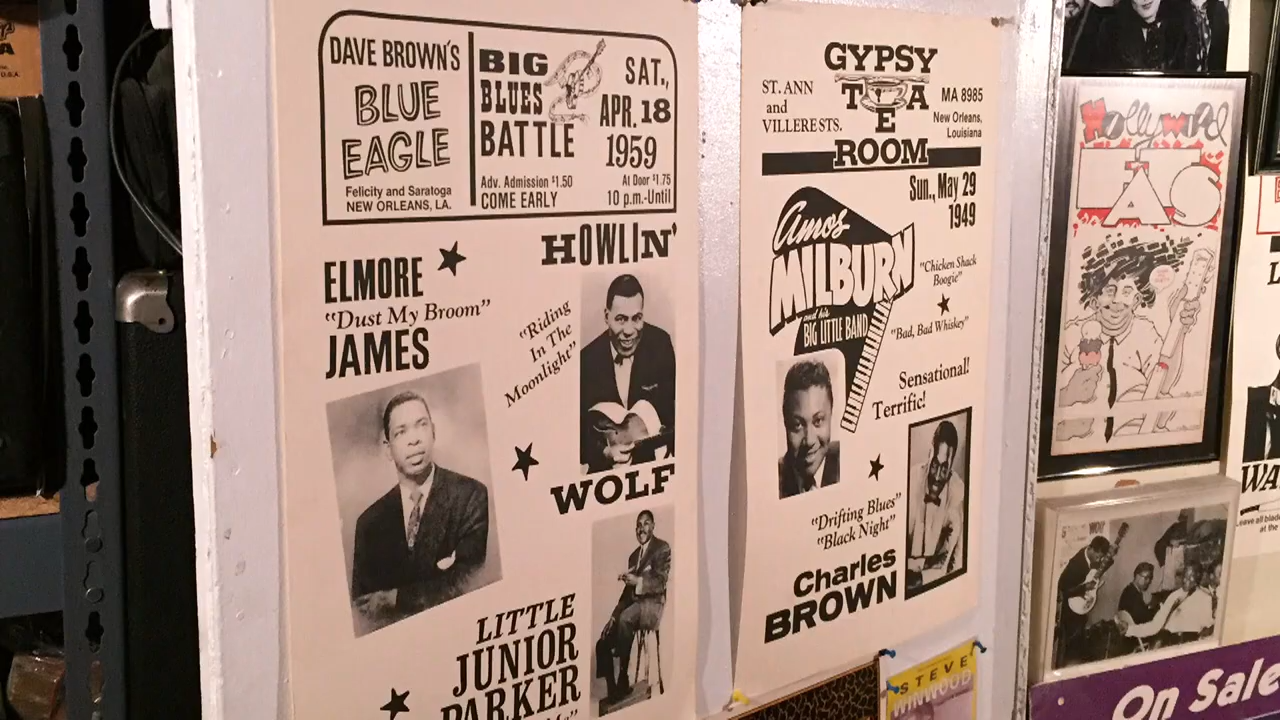 DAVE BROWN'S
BLUE
EAGLE
Felicity and Saratoga
NEW ORLEANS, LA.
BIG
BLUES
BATTLE
Adv. Admission $1.50
COME EARLY
SAT.,
APR. 18
1959
At Door $1.75
10 p.m.-Until
ELMORE
"Dust My Broom"
JAMES
HOWLIN'
"Riding
In The
Moonlight"
WOLF
LITTLE
JUNIOR
PARKER
GYPSY
TEA
ROOM
ST. ANN
and
VILLERE STS.
MA 8985
New Orleans,
Louisiana
Sun., May 29
1949
Amos
MILBURN
and his
BIG LITTLE BAND
"Chicken Shack
Boogie"
"Bad, Bad Whiskey"
Sensational!
Terrific!
"Drifting Blues"
"Black Night"
Charles
BROWN
STEVE
WINWOOD
Hollywood
On Sale